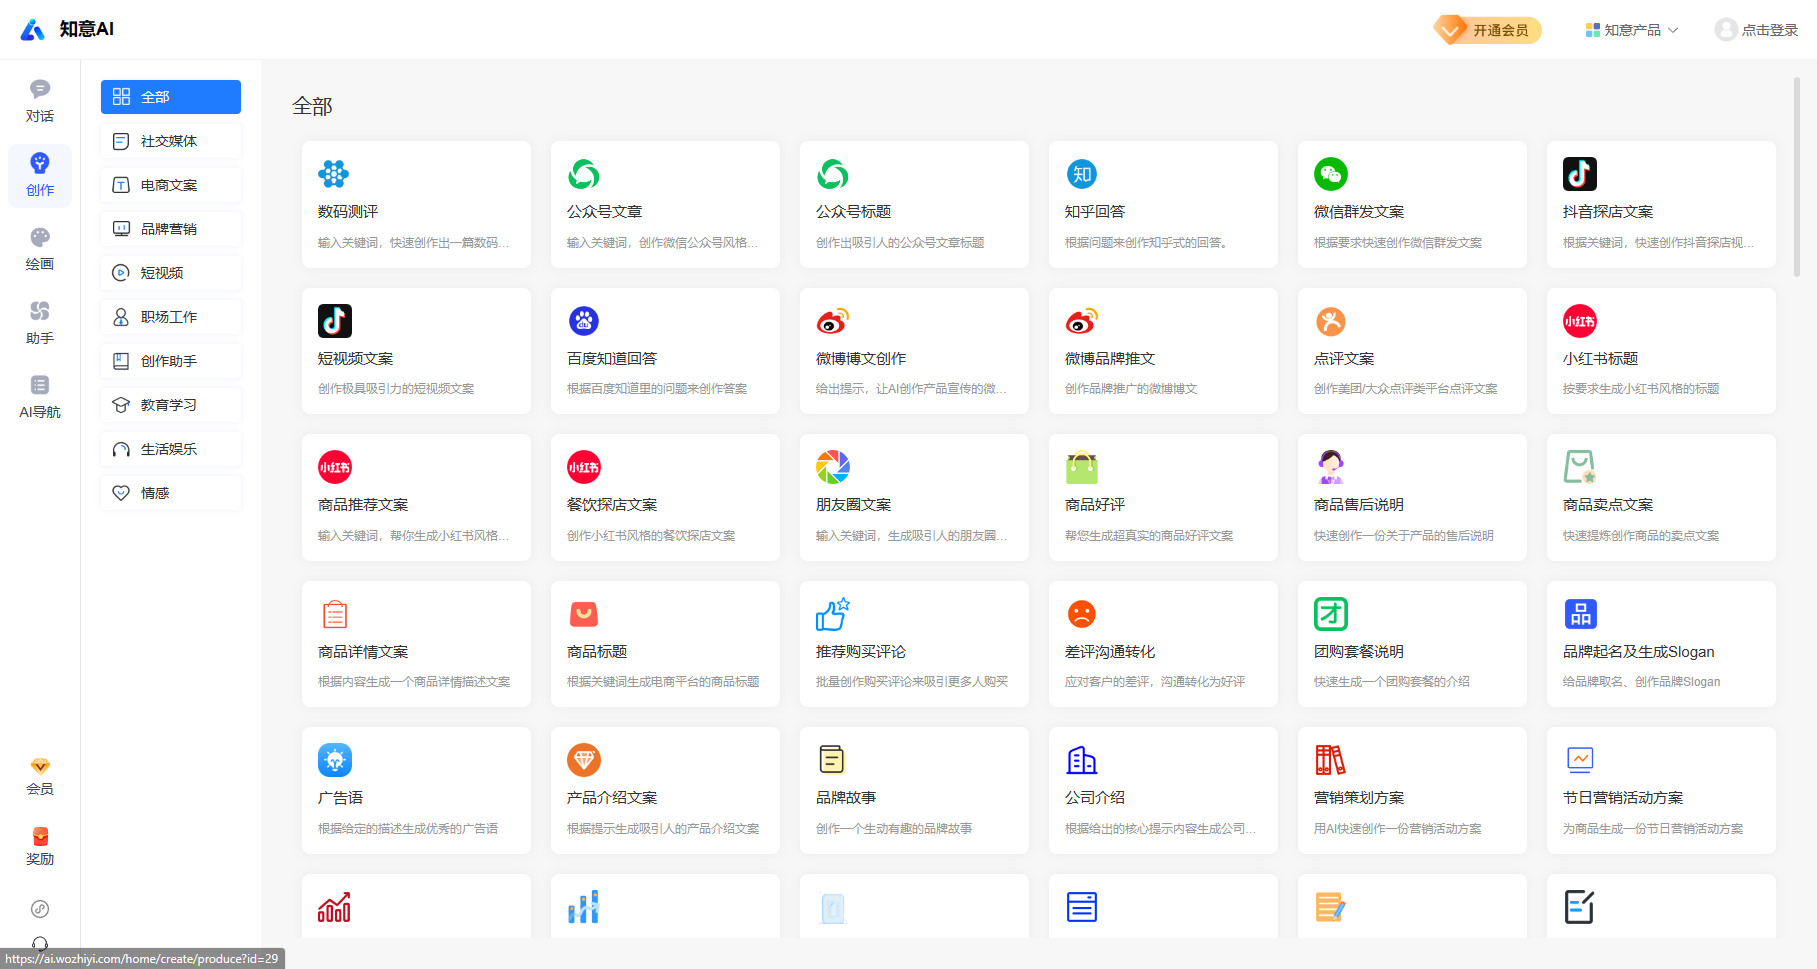 知意AI
开通会员
知意产品
点击登录
对话
创作
绘画
助手
AI导航
会员
奖励
全部
社交媒体
电商文案
品牌营销
短视频
职场工作
创作助手
教育学习
生活娱乐
情感
全部
数码测评
输入关键词，快速创作出一篇数码...
公众号文章
输入关键词，创作微信公众号风格...
公众号标题
创作出吸引人的公众号文章标题
知
知乎回答
根据问题来创作知乎式的回答。
微信群发文案
根据要求快速创作微信群发文案
抖音探店文案
根据关键词，快速创作抖音探店视...
短视频文案
创作极具吸引力的短视频文案
du
百度知道回答
根据百度知道里的问题来创作答案
微博博文创作
给出提示，让AI创作产品宣传的微...
微博品牌推文
创作品牌推广的微博博文
点评文案
创作美团/大众点评类平台点评文案
小红书
小红书标题
按要求生成小红书风格的标题
小红书
商品推荐文案
输入关键词，帮你生成小红书风格...
小红书
餐饮探店文案
创作小红书风格的餐饮探店文案
朋友圈文案
输入关键词，生成吸引人的朋友圈...
商品好评
帮您生成超真实的商品好评文案
商品售后说明
快速创作一份关于产品的售后说明
商品卖点文案
快速提炼创作商品的卖点文案
商品详情文案
根据内容生成一个商品详情描述文案
商品标题
根据关键词生成电商平台的商品标题
推荐购买评论
批量创作购买评论来吸引更多人购买
差评沟通转化
应对客户的差评，沟通转化为好评
才
团购套餐说明
快速生成一个团购套餐的介绍
品
品牌起名及生成Slogan
给品牌取名、创作品牌Slogan
广告语
根据给定的描述生成优秀的广告语
产品介绍文案
根据提示生成吸引人的产品介绍文案
品牌故事
创作一个生动有趣的品牌故事
公司介绍
根据给出的核心提示内容生成公司...
营销策划方案
用AI快速创作一份营销活动方案
节日营销活动方案
为商品生成一份节日营销活动方案
https://ai.wozhiyi.com/home/create/produce?id=29